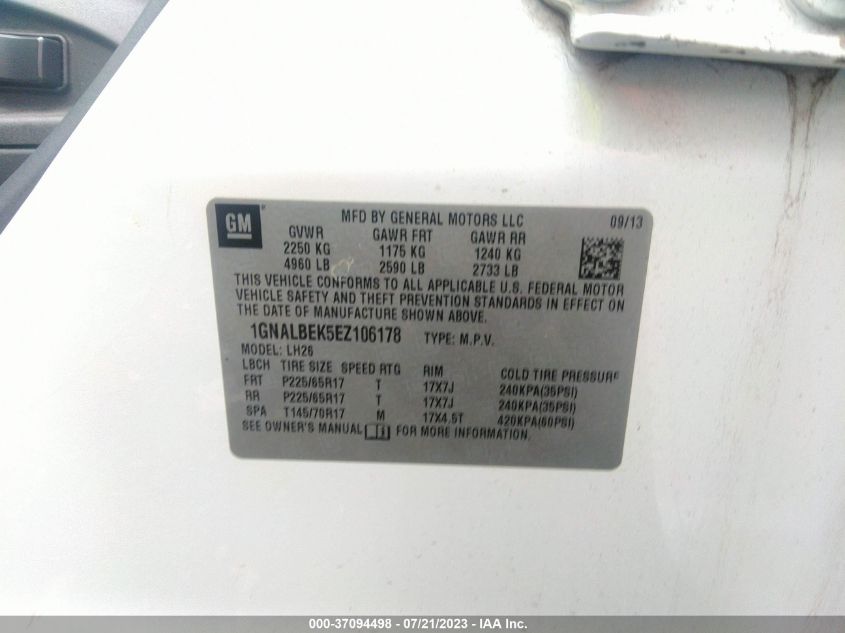 GM
MFD BY GENERAL MOTORS LLC 09/13
GVWR GAWR FRT GAWR RR
2250 KG 1175 KG 1240 KG
4960 LB 2590 LB 2733 LB
THIS VEHICLE CONFORMS TO ALL APPLICABLE U.S. FEDERAL MOTOR
VEHICLE SAFETY AND THEFT PREVENTION STANDARDS IN EFFECT ON
THE DATE OF MANUFACTURE SHOWN ABOVE.
1GNALBEK5EZ106178 TYPE: M.P.V.
MODEL: LH26
LBCH TIRE SIZE SPEED RTG RIM COLD TIRE PRESSURE
FRT P225/65R17 T 17X7J 240KPA(35PSI)
RR P225/65R17 T 17X7J 240KPA(35PSI)
SPA T145/70R17 M 17X4.5T 420KPA(60PSI)
SEE OWNER'S MANUAL FOR MORE INFORMATION.
000-37094498 - 07/21/2023 - IAA Inc.